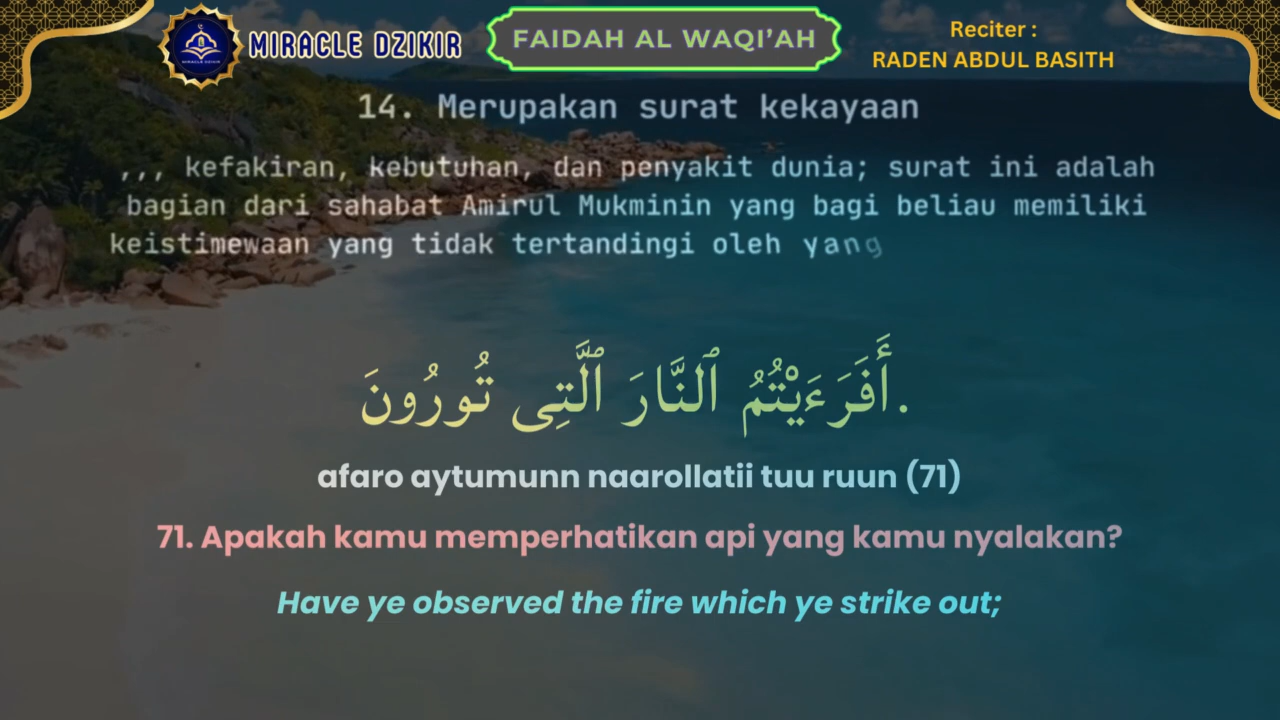 MIRACLE DZIKIR
FAIDAH AL WAQI'AH
Reciter :
RADEN ABDUL BASITH
14. Merupakan surat kekayaan
,,, kefakiran, kebutuhan, dan penyakit dunia; surat ini adalah
bagian dari sahabat Amirul Mukminin yang bagi beliau memiliki
keistimewaan yang tidak tertandingi oleh yang
أَفَرَءَيْتُمُ ٱلنَّارَ ٱلَّتِى تُورُونَ.
afaro aytumunn naarollatii tuu ruun (71)
71. Apakah kamu memperhatikan api yang kamu nyalakan?
Have ye observed the fire which ye strike out;